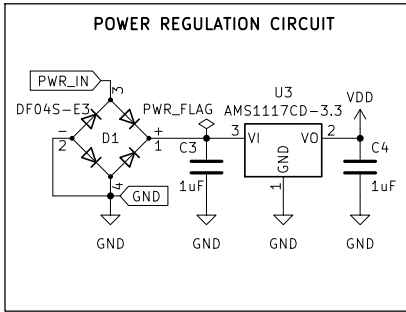 POWER REGULATION CIRCUIT
PWR_IN
3
DF04S-E3
PWR_FLAG
U3
AMS1117CD-3.3
VDD
-
2
D1
+
1
C3
1uF
3
VI
VO
2
GND
1
C4
1uF
4
GND
GND
GND
GND
GND